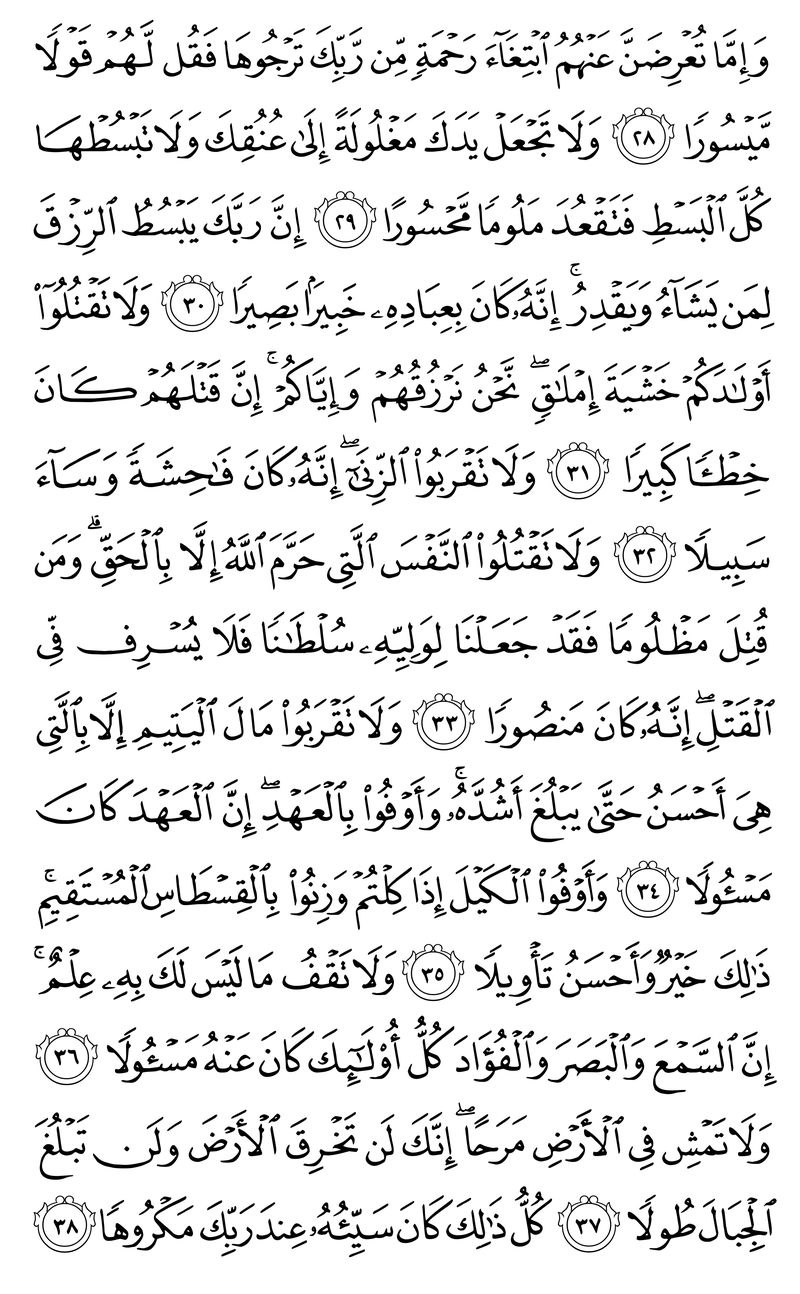 وَإِمَّا تُعْرِضَنَّ عَنْهُمُ ٱبْتِغَآءَ رَحْمَةٍ مِّن رَّبِّكَ تَرْجُوهَا فَقُل لَّهُمْ قَوْلًا
مَّيْسُورًا ٢٨ وَلَا تَجْعَلْ يَدَكَ مَغْلُولَةً إِلَىٰ عُنُقِكَ وَلَا تَبْسُطْهَا
كُلَّ ٱلْبَسْطِ فَتَقْعُدَ مَلُومًا مَّحْسُورًا ٢٩ إِنَّ رَبَّكَ يَبْسُطُ ٱلرِّزْقَ
لِمَن يَشَآءُ وَيَقْدِرُ ۚ إِنَّهُۥ كَانَ بِعِبَادِهِۦ خَبِيرًۢا بَصِيرًا ٣٠ وَلَا تَقْتُلُوٓا۟
أَوْلَـٰدَكُمْ خَشْيَةَ إِمْلَـٰقٍ ۖ نَّحْنُ نَرْزُقُهُمْ وَإِيَّاكُمْ ۚ إِنَّ قَتْلَهُمْ كَانَ
خِطْـًٔا كَبِيرًا ٣١ وَلَا تَقْرَبُوا۟ ٱلزِّنَىٰٓ ۖ إِنَّهُۥ كَانَ فَـٰحِشَةً وَسَآءَ
سَبِيلًا ٣٢ وَلَا تَقْتُلُوا۟ ٱلنَّفْسَ ٱلَّتِى حَرَّمَ ٱللَّهُ إِلَّا بِٱلْحَقِّ ۗ وَمَن
قُتِلَ مَظْلُومًا فَقَدْ جَعَلْنَا لِوَلِيِّهِۦ سُلْطَـٰنًا فَلَا يُسْرِف فِّى
ٱلْقَتْلِ ۖ إِنَّهُۥ كَانَ مَنصُورًا ٣٣ وَلَا تَقْرَبُوا۟ مَالَ ٱلْيَتِيمِ إِلَّا بِٱلَّتِى
هِىَ أَحْسَنُ حَتَّىٰ يَبْلُغَ أَشُدَّهُۥ ۚ وَأَوْفُوا۟ بِٱلْعَهْدِ ۖ إِنَّ ٱلْعَهْدَ كَانَ
مَسْـُٔولًا ٣٤ وَأَوْفُوا۟ ٱلْكَيْلَ إِذَا كِلْتُمْ وَزِنُوا۟ بِٱلْقِسْطَاسِ ٱلْمُسْتَقِيمِ ۚ
ذَٰلِكَ خَيْرٌ وَأَحْسَنُ تَأْوِيلًا ٣٥ وَلَا تَقْفُ مَا لَيْسَ لَكَ بِهِۦ عِلْمٌ ۚ
إِنَّ ٱلسَّمْعَ وَٱلْبَصَرَ وَٱلْفُؤَادَ كُلُّ أُو۟لَـٰٓئِكَ كَانَ عَنْهُ مَسْـُٔولًا ٣٦
وَلَا تَمْشِ فِى ٱلْأَرْضِ مَرَحًا ۖ إِنَّكَ لَن تَخْرِقَ ٱلْأَرْضَ وَلَن تَبْلُغَ
ٱلْجِبَالَ طُولًا ٣٧ كُلُّ ذَٰلِكَ كَانَ سَيِّئُهُۥ عِندَ رَبِّكَ مَكْرُوهًا ٣٨